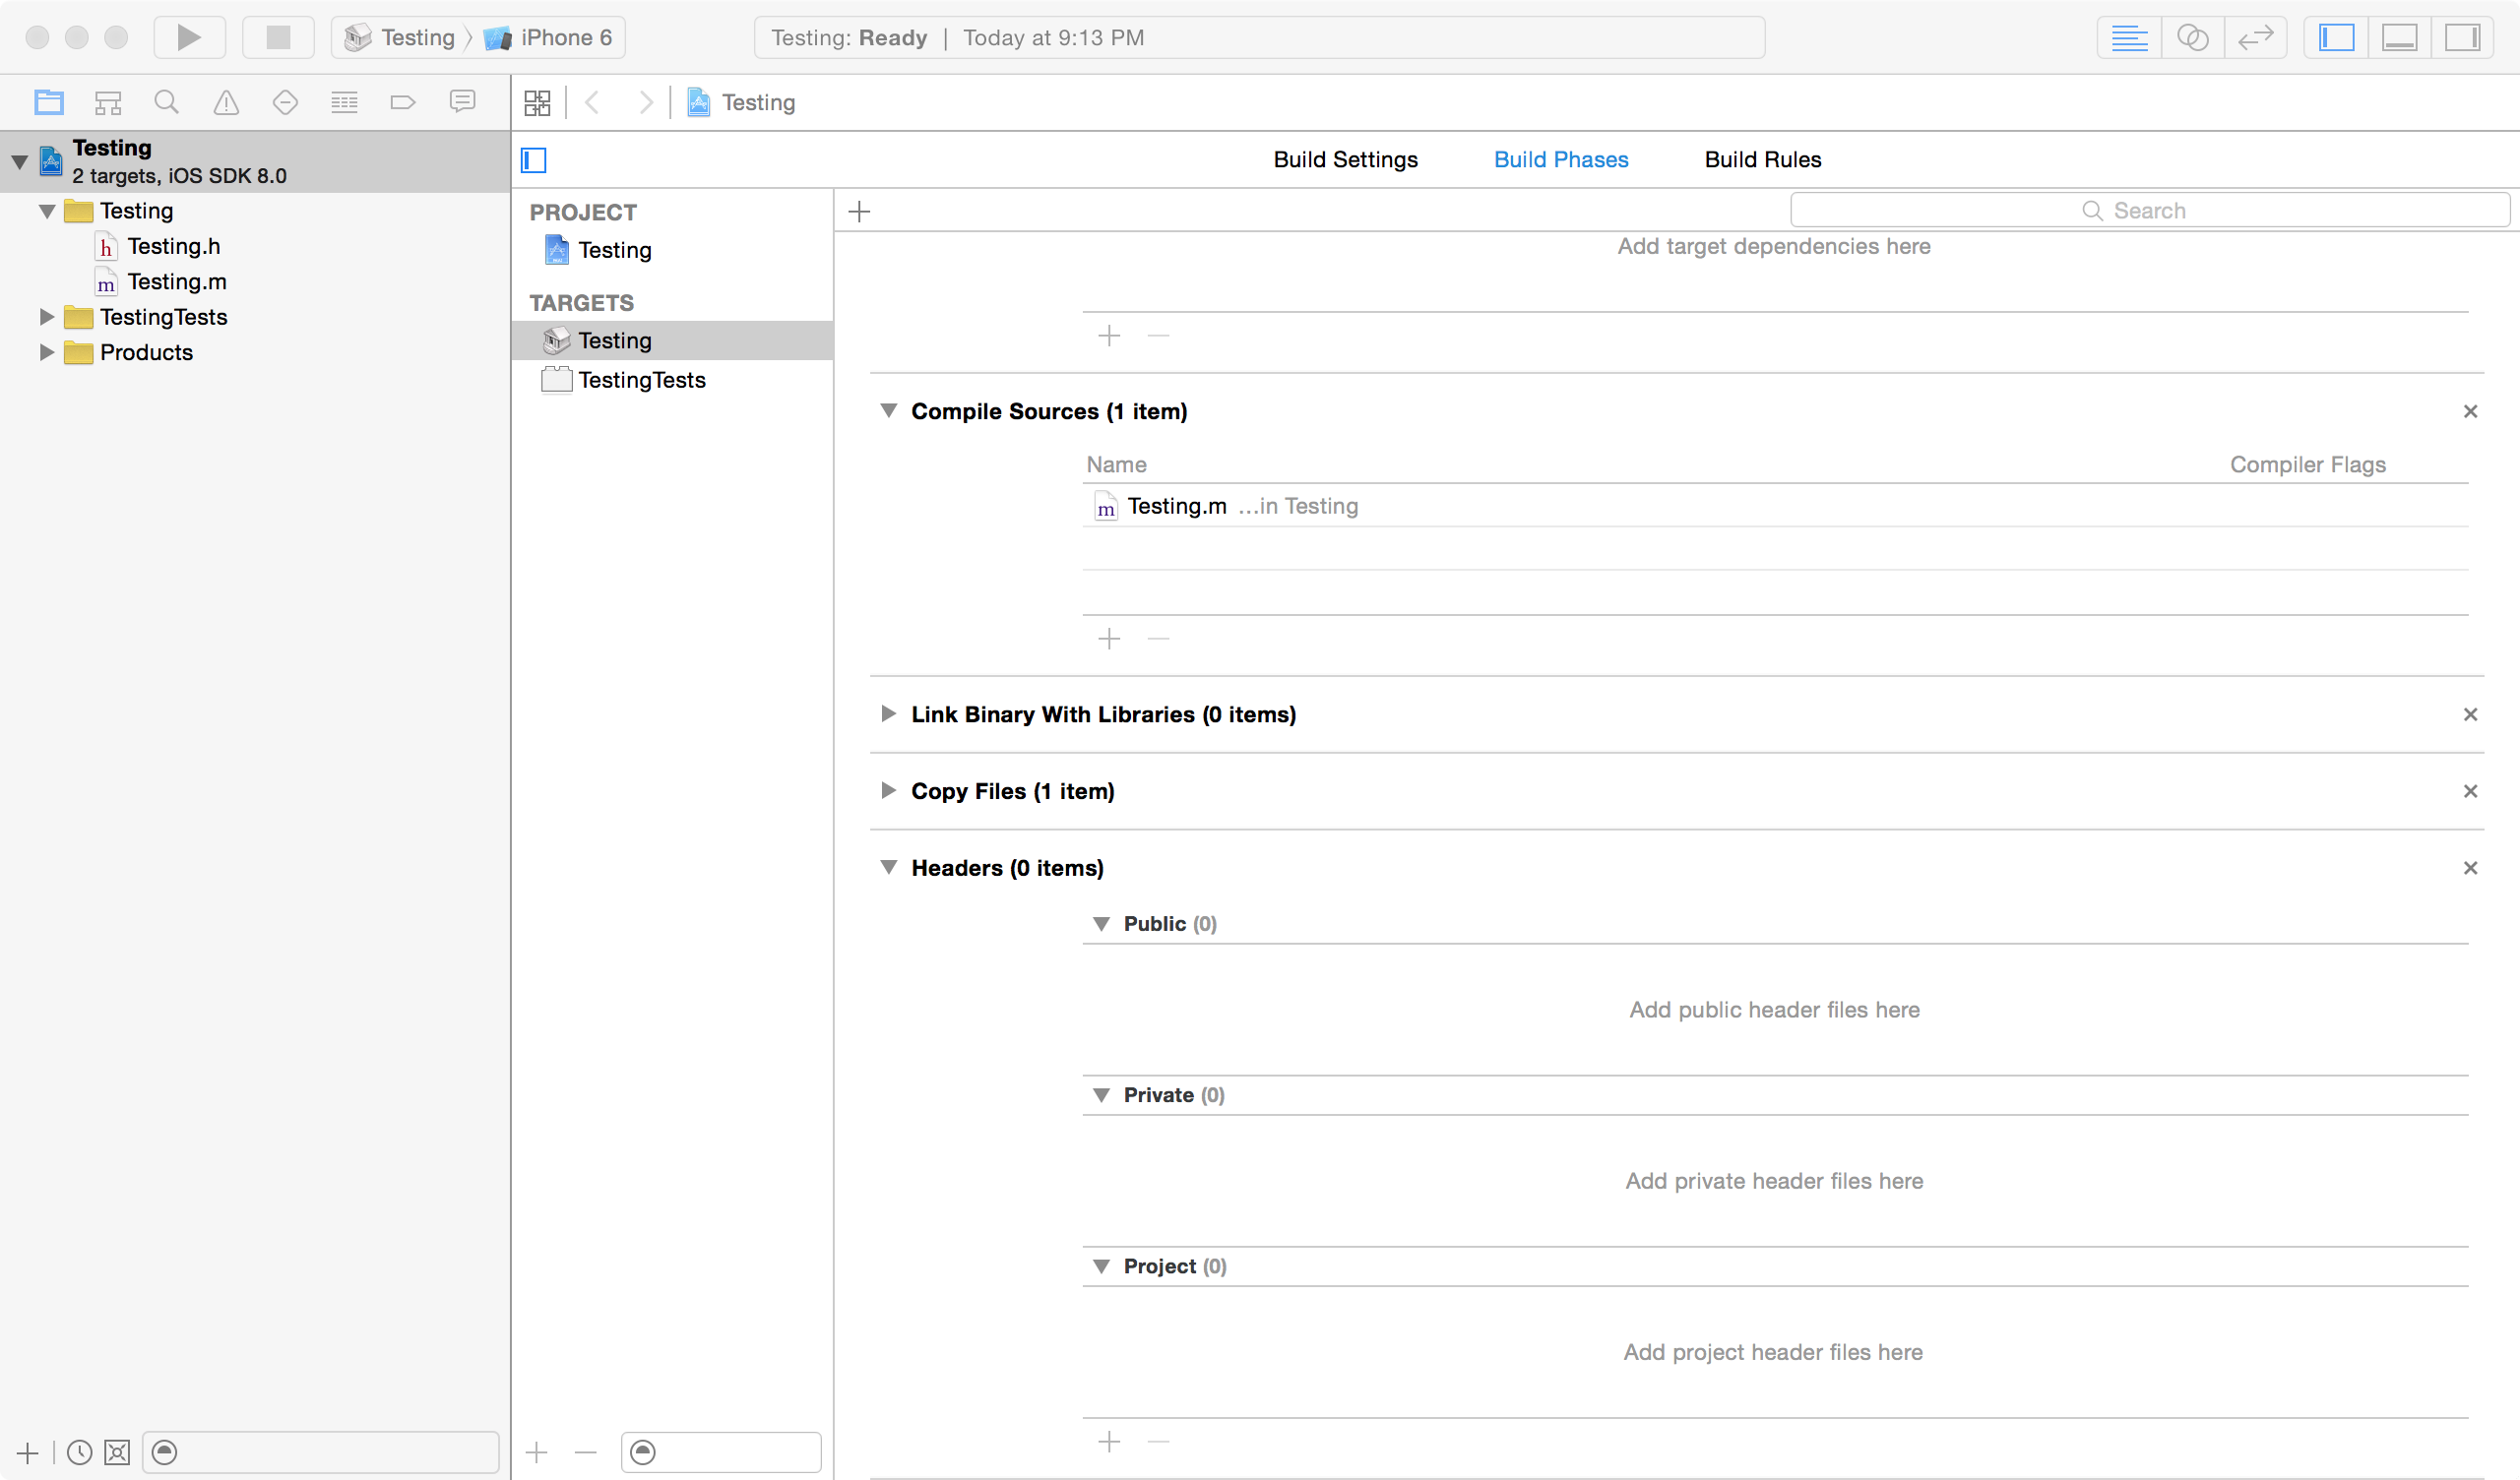 Testing 〉 iPhone 6
Testing: Ready | Today at 9:13 PM
Testing
Testing
2 targets, iOS SDK 8.0
Testing
h Testing.h
m Testing.m
TestingTests
Products
Build Settings Build Phases Build Rules
PROJECT
Testing
TARGETS
Testing
TestingTests
Search
Add target dependencies here
Compile Sources (1 item)
Name Compiler Flags
m Testing.m ...in Testing
Link Binary With Libraries (0 items)
Copy Files (1 item)
Headers (0 items)
Public (0)
Add public header files here
Private (0)
Add private header files here
Project (0)
Add project header files here